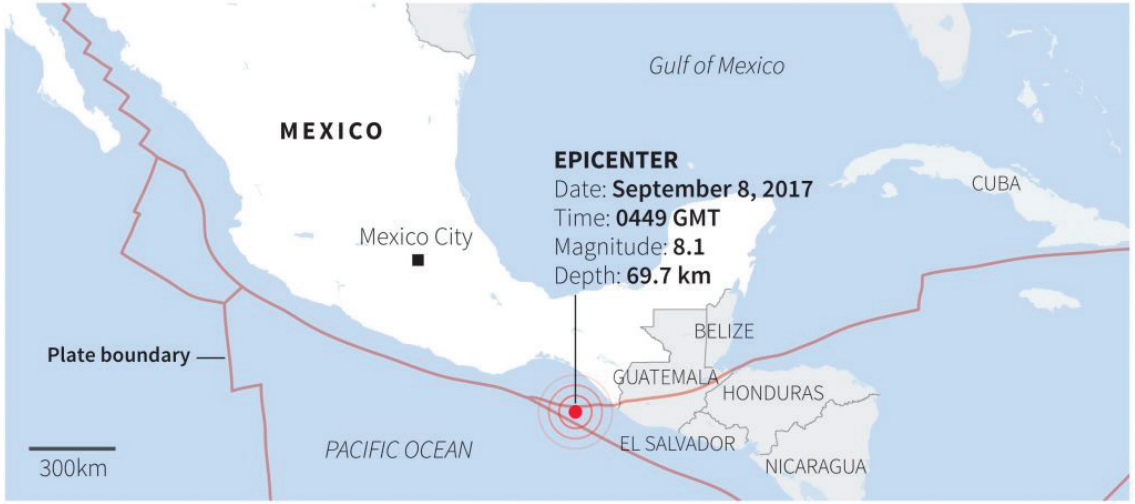 Gulf of Mexico
MEXICO
EPICENTER
Date: September 8, 2017
Time: 0449 GMT
Magnitude: 8.1
Depth: 69.7 km
CUBA
Mexico City
BELIZE
Plate boundary
GUATEMALA
HONDURAS
EL SALVADOR
PACIFIC OCEAN
NICARAGUA
300km